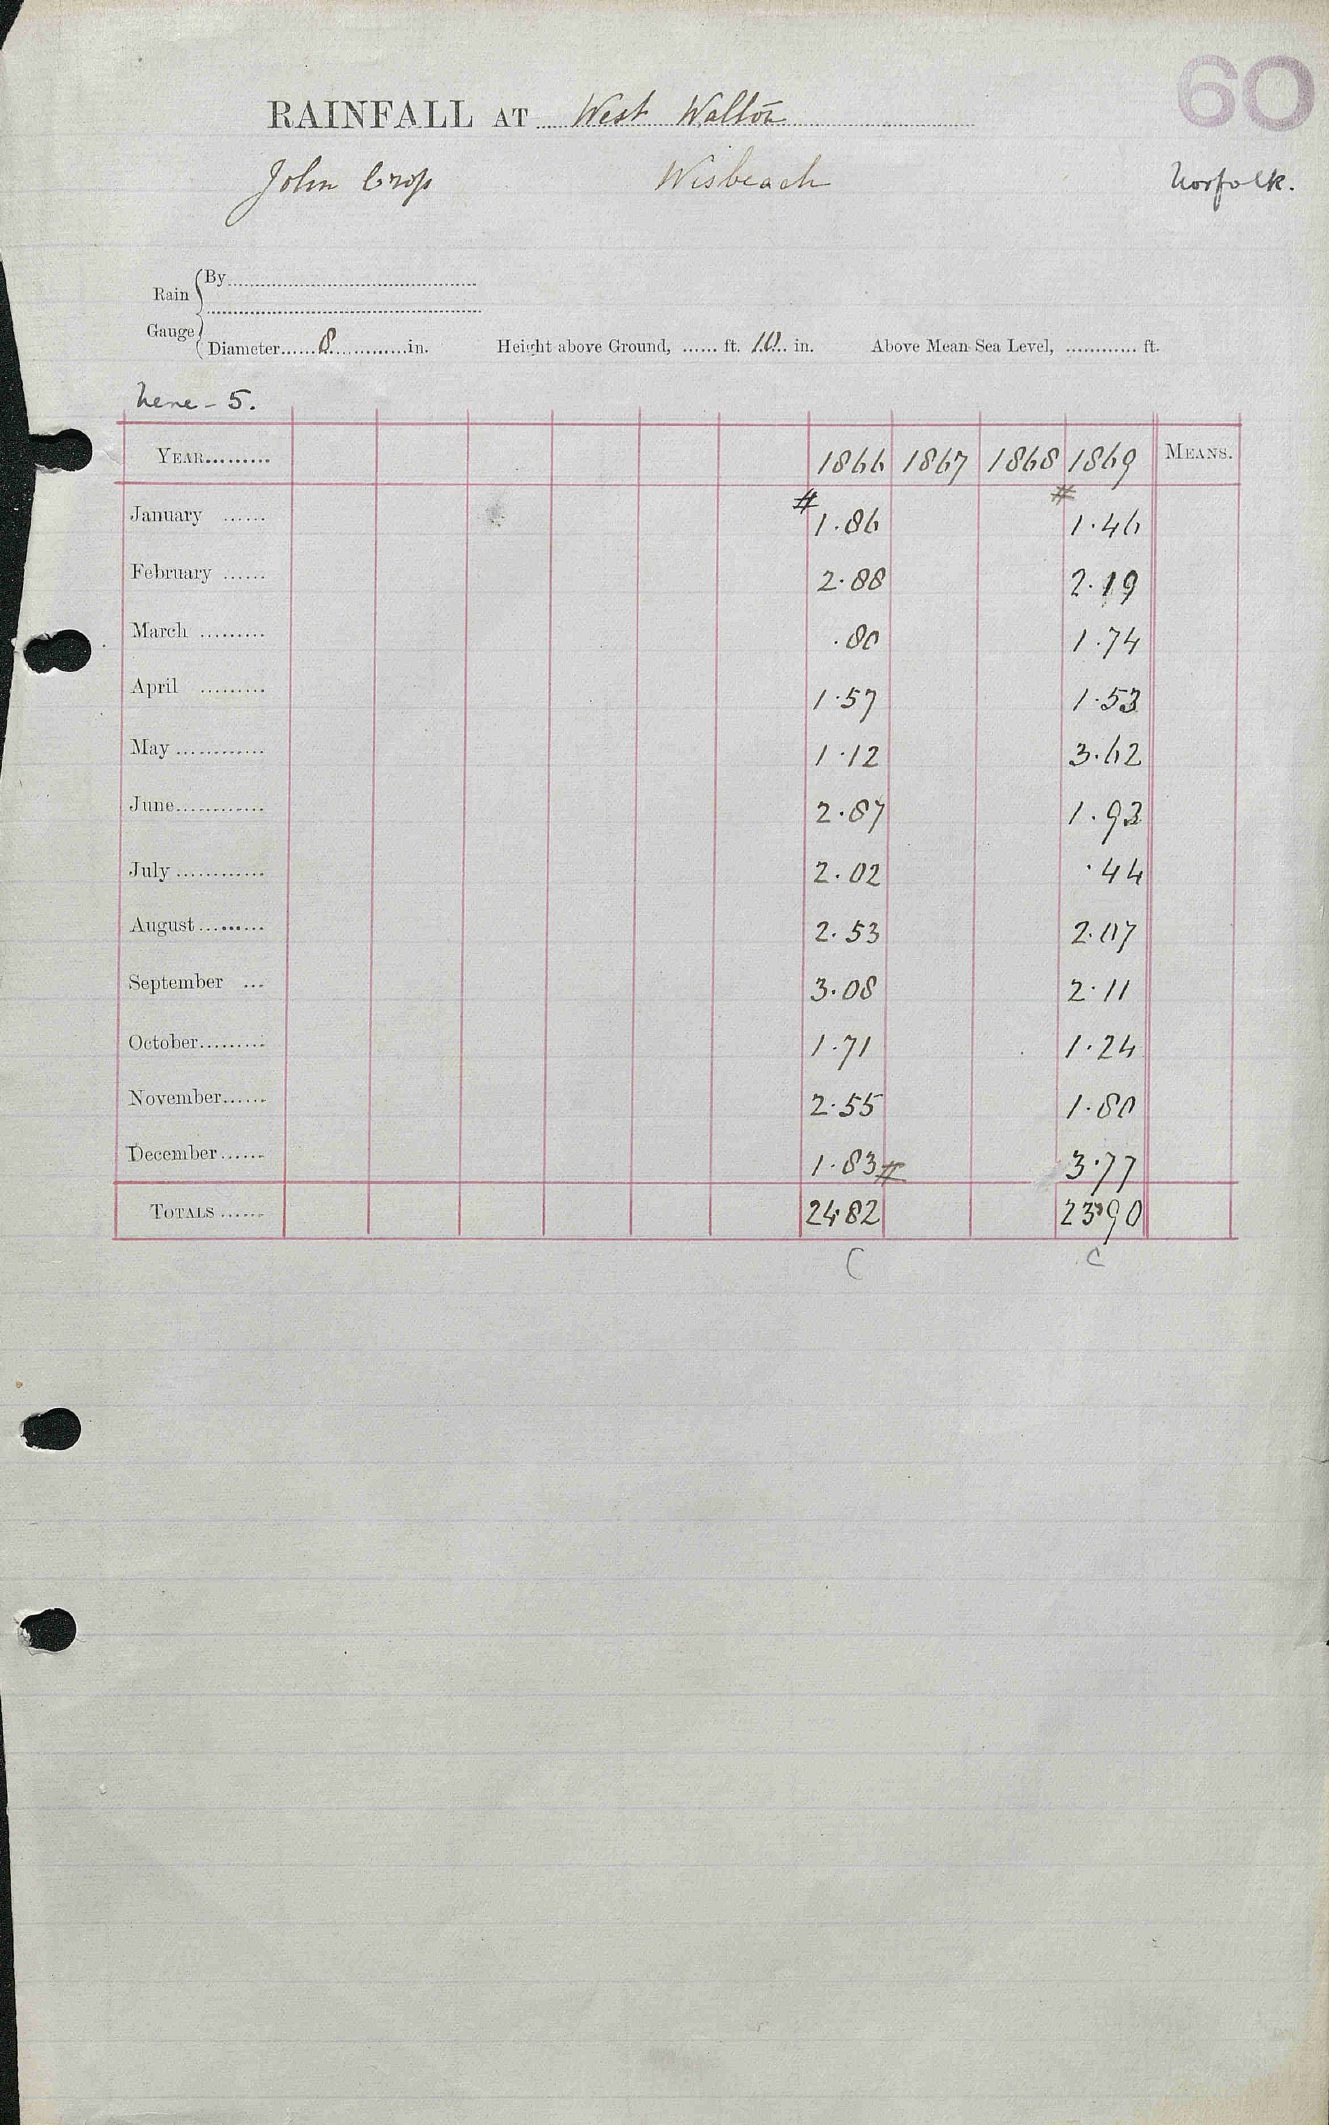 60
RAINFALL AT West Walton
John Crofs Wisbeach Norfolk.
Rain Gauge
By
Diameter......8............in. Height above Ground, ...... ft. 10 in. Above Mean Sea Level, ............ ft.
Nene - 5.
YEAR......... 1866 1867 1868 1869 MEANS.
# #
January ...... 1.86 1.46
February ...... 2.88 2.19
March ......... .80 1.74
April ......... 1.57 1.53
May ............ 1.12 3.62
June............ 2.87 1.93
July ............ 2.02 .44
August......... 2.53 2.07
September ... 3.08 2.11
October......... 1.71 1.24
November...... 2.55 1.80
December...... 1.83 # 3.77
TOTALS ...... 24.82 23.90
C C